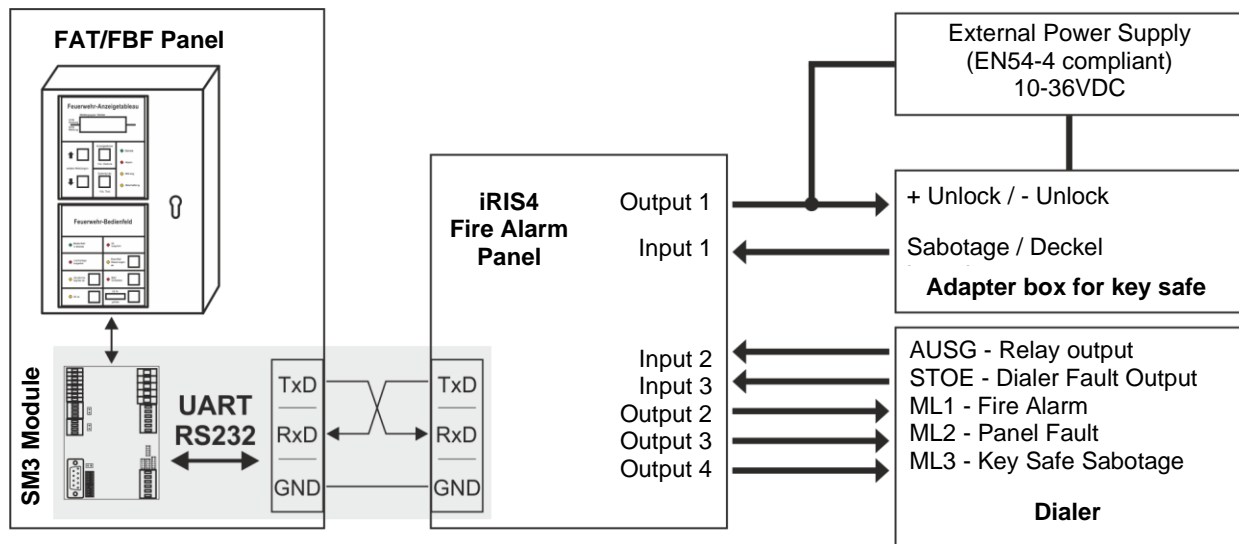 FAT/FBF Panel
Feuerwehr-Anzeigetableau
Feuerwehr-Bedienfeld
SM3 Module
UART
RS232
TxD
RxD
GND
TxD
RxD
GND
iRIS4
Fire Alarm
Panel
Output 1
Input 1
Input 2
Input 3
Output 2
Output 3
Output 4
External Power Supply
(EN54-4 compliant)
10-36VDC
+ Unlock / - Unlock
Sabotage / Deckel
Adapter box for key safe
AUSG - Relay output
STOE - Dialer Fault Output
ML1 - Fire Alarm
ML2 - Panel Fault
ML3 - Key Safe Sabotage
Dialer